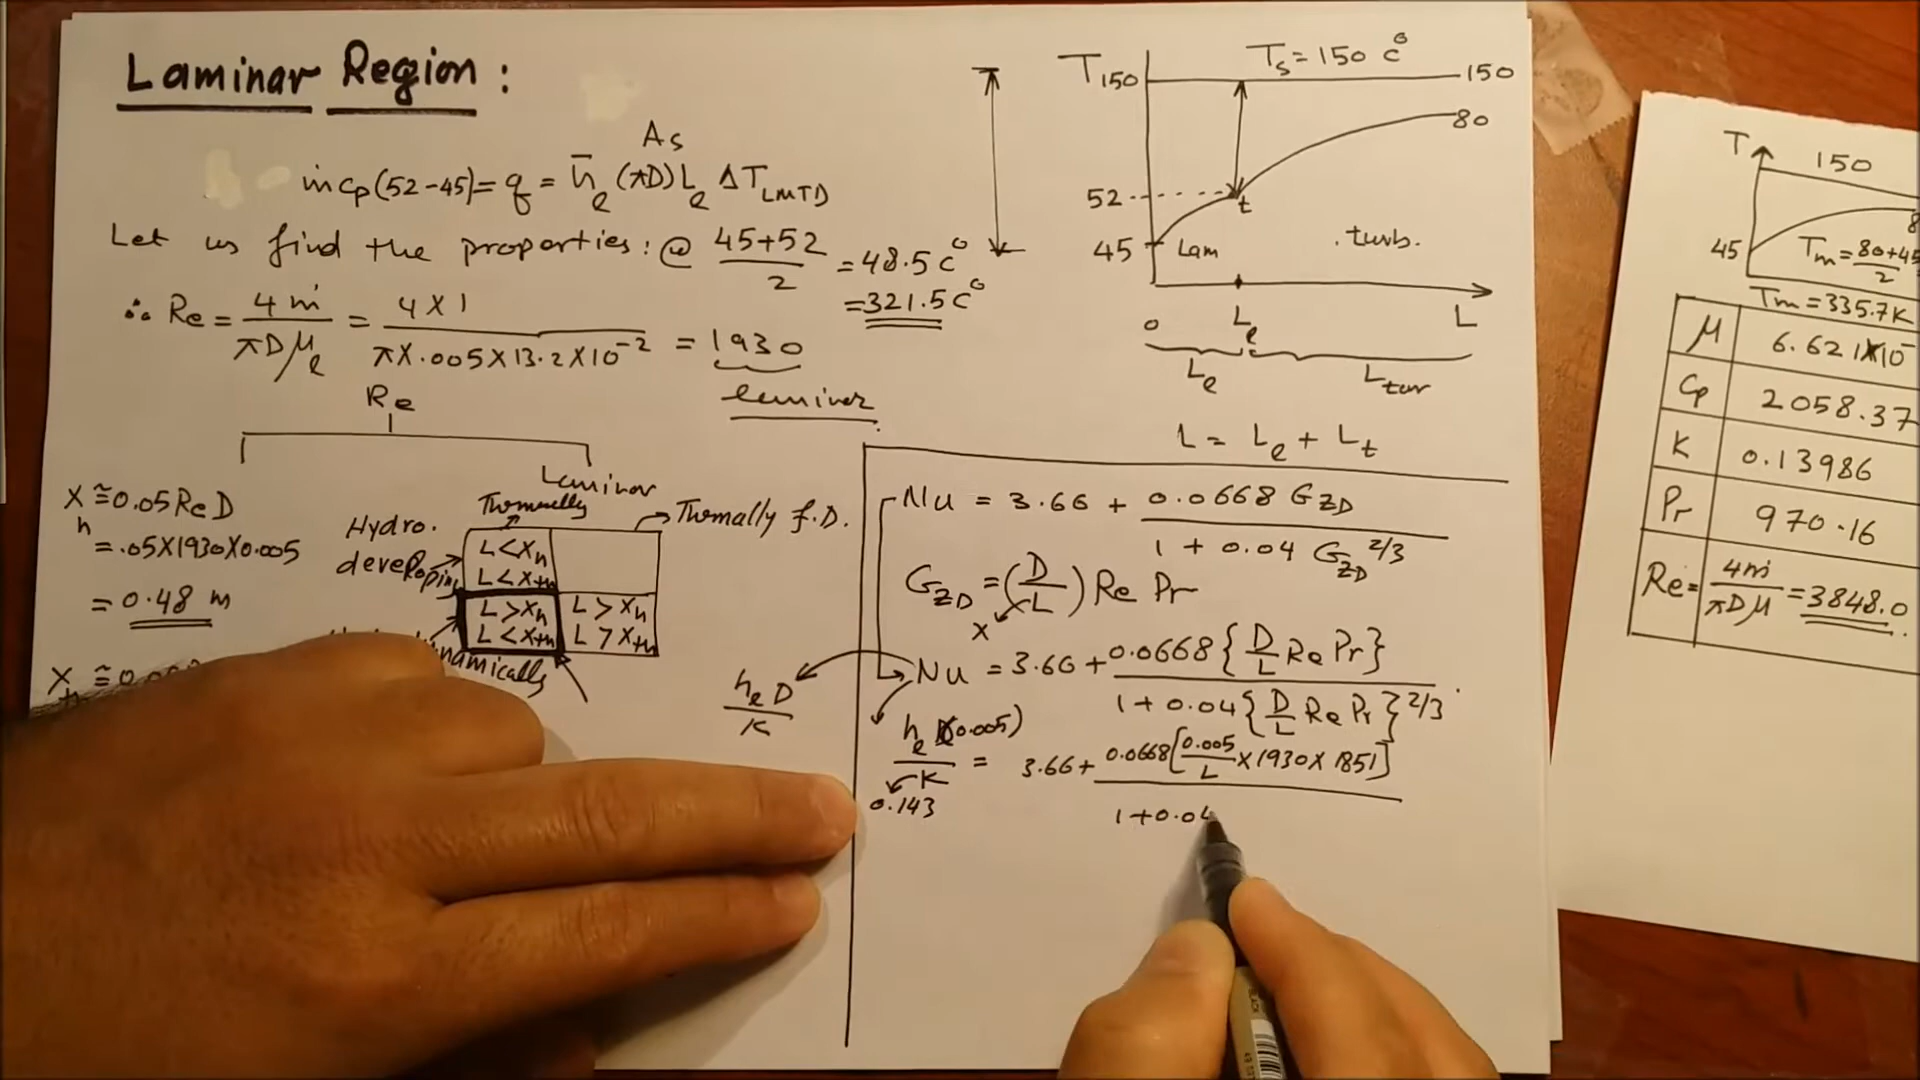 Laminar Region :
As
ṁ Cp (52-45) = q = h̄ℓ (πD) Lℓ ΔT LMTD
Let us find the properties : @ 45+52 / 2 = 48.5 C°
= 321.5 C°
∴ Re = 4 ṁ / πDμℓ = 4 X 1 / π X .005 X 13.2 X 10^-2 = 1930
laminar
Re
Laminar
X h ≅ 0.05 Re D
= .05 X 1930 X 0.005
= 0.48 m
Hydro. developing
Thermally
Thermally f.D.
L < Xh
L < Xth
L > Xh
L < Xth
L > Xh
L > Xth
namically
hℓ D / K
T
Ts = 150 C°
150
150
80
52
t
45
Lam
.turb.
0
Lℓ
L
Lℓ
Ltur
L = Lℓ + Lt
Nu = 3.66 + 0.0668 GZD / 1 + 0.04 GZD^2/3
GZD = (D/L) Re Pr
x
Nu = 3.66 + 0.0668 {D/L Re Pr} / 1 + 0.04 {D/L Re Pr}^2/3 .
hℓ (0.005) / K = 3.66 + 0.0668 [0.005/L X 1930 X 1851] / 1 + 0.04
0.143
T
150
45
Tm = 80+45 / 2
Tm = 335.7 K
μ 6.621X10
Cp 2058.37
K 0.13986
Pr 970.16
Re = 4ṁ / πDμ = 3848.0 .